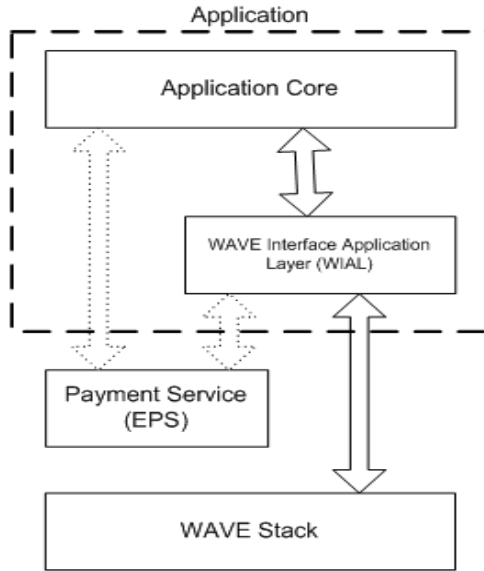 Application
Application Core
WAVE Interface Application
Layer (WIAL)
Payment Service
(EPS)
WAVE Stack